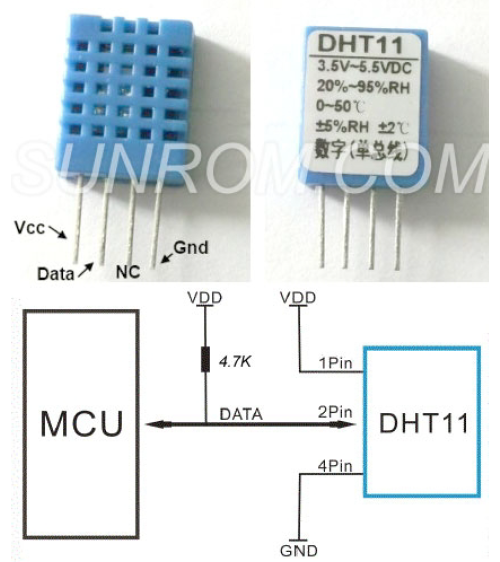 DHT11
3.5V~5.5VDC
20%~95%RH
0~50℃
±5%RH ±2℃
数字(单总线)
SUNROM.COM
Vcc
Data
NC
Gnd
VDD
VDD
4.7K
1Pin
MCU
DATA
2Pin
DHT11
4Pin
GND